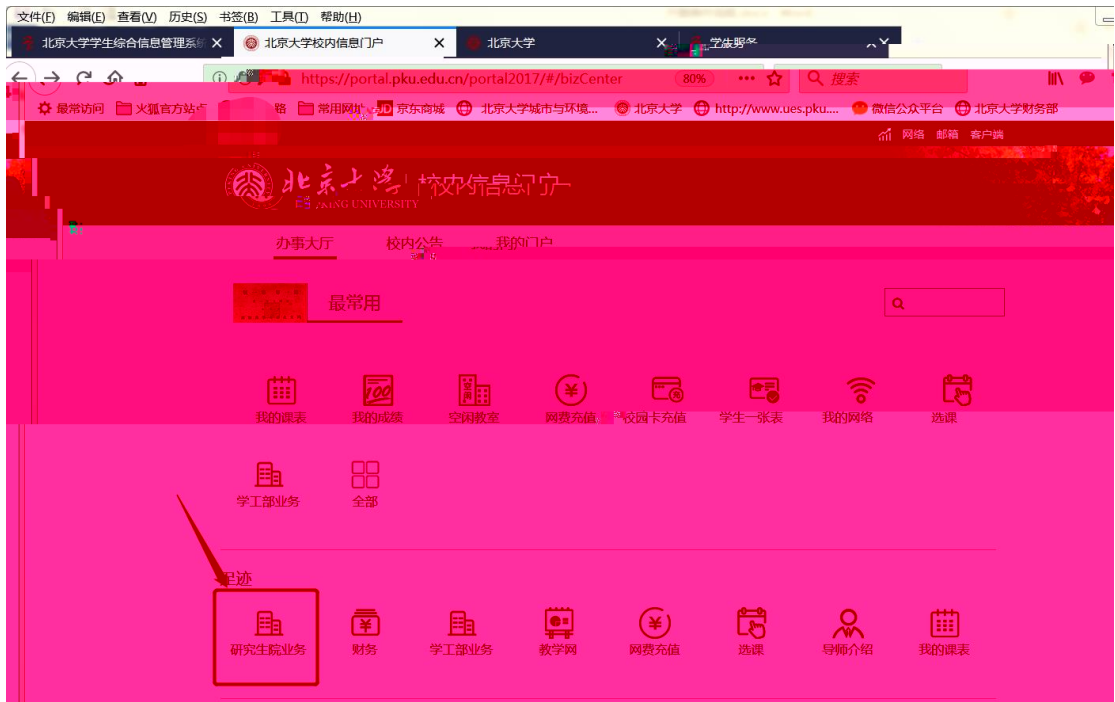 文件(F) 编辑(E) 查看(V) 历史(S) 书签(B) 工具(T) 帮助(H)
北京大学学生综合信息管理系统 北京大学校内信息门户 北京大学
https://portal.pku.edu.cn/portal2017/#/bizCenter 80% 搜索
最常访问 火狐官方站点 常用网址 JD 京东商城 北京大学城市与环境... 北京大学 http://www.ues.pku.... 微信公众平台 北京大学财务部
网络 邮箱 客户端
北京大学 校内信息门户
UNIVERSITY
办事大厅 校内公告 我的门户
最常用
我的课表 我的成绩 空闲教室 网费充值 校园卡充值 学生一张表 我的网络 选课
学工部业务 全部
足迹
研究生院业务 财务 学工部业务 教学网 网费充值 选课 导师介绍 我的课表